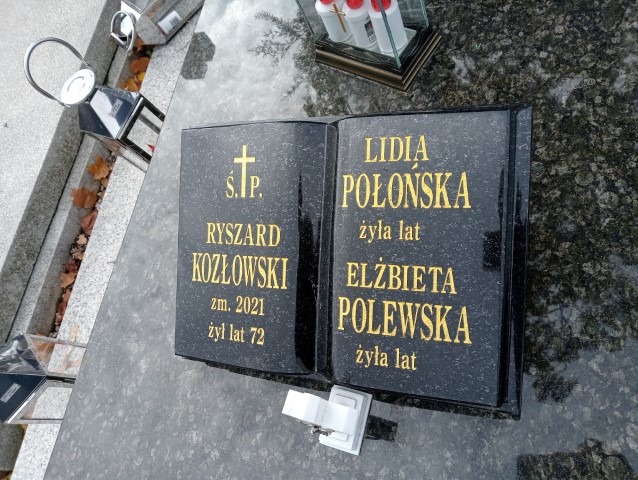 Ś. P.
RYSZARD
KOZŁOWSKI
zm. 2021
żył lat 72
LIDIA
POŁOŃSKA
żyła lat
ELŻBIETA
POLEWSKA
żyła lat